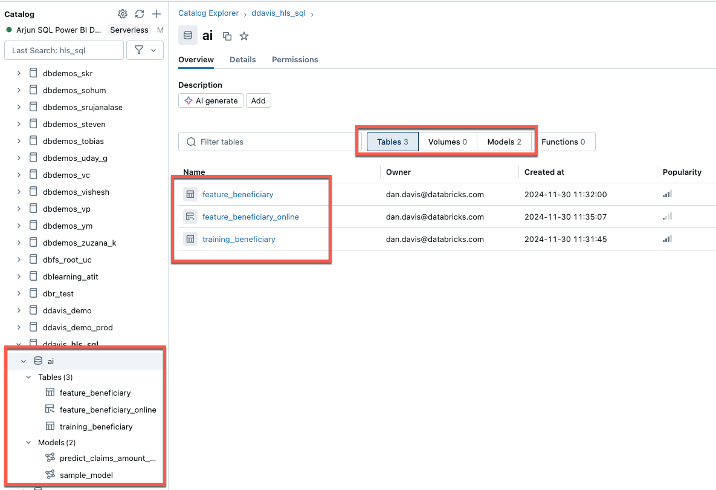 Catalog
Arjun SQL Power BI D... Serverless M
Last Search: hls_sql
dbdemos_skr
dbdemos_sohum
dbdemos_srujanalase
dbdemos_steven
dbdemos_tobias
dbdemos_uday_g
dbdemos_vc
dbdemos_vishesh
dbdemos_vp
dbdemos_ym
dbdemos_zuzana_k
dbfs_root_uc
dblearning_atit
dbr_test
ddavis_demo
ddavis_demo_prod
ddavis_hls_sql
ai
Tables (3)
feature_beneficiary
feature_beneficiary_online
training_beneficiary
Models (2)
predict_claims_amount_...
sample_model
Catalog Explorer > ddavis_hls_sql >
ai
Overview Details Permissions
Description
AI generate Add
Filter tables Tables 3 Volumes 0 Models 2 Functions 0
Name Owner Created at Popularity
feature_beneficiary dan.davis@databricks.com 2024-11-30 11:32:00
feature_beneficiary_online dan.davis@databricks.com 2024-11-30 11:35:07
training_beneficiary dan.davis@databricks.com 2024-11-30 11:31:45